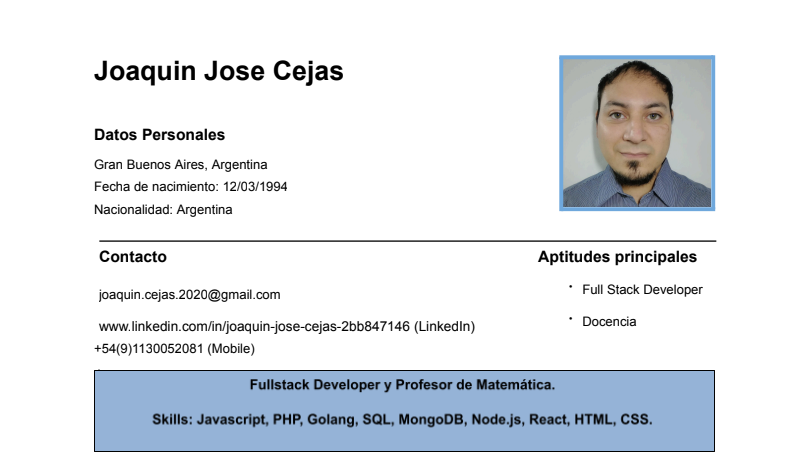 Joaquin Jose Cejas
Datos Personales
Gran Buenos Aires, Argentina
Fecha de nacimiento: 12/03/1994
Nacionalidad: Argentina
Contacto
joaquin.cejas.2020@gmail.com
www.linkedin.com/in/joaquin-jose-cejas-2bb847146 (LinkedIn)
+54(9)1130052081 (Mobile)
Aptitudes principales
· Full Stack Developer
· Docencia
Fullstack Developer y Profesor de Matemática.
Skills: Javascript, PHP, Golang, SQL, MongoDB, Node.js, React, HTML, CSS.